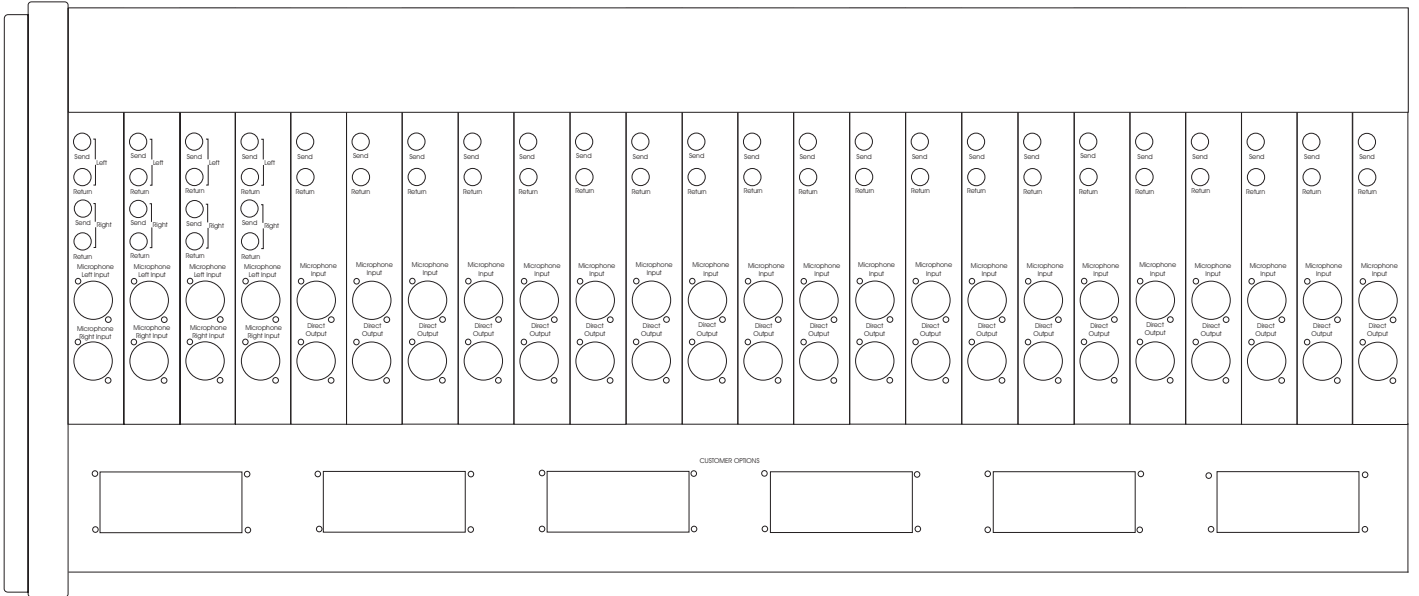 Send Send Send Send Send Send Send Send Send Send Send Send Send Send Send Send Send Send Send Send Send Send Send Send
Left Left Left Left
Return Return Return Return Return Return Return Return Return Return Return Return Return Return Return Return Return Return Return Return Return Return Return Return
Send Send Send Send
Right Right Right Right
Return Return Return Return
Microphone Microphone Microphone Microphone Microphone Microphone Microphone Microphone Microphone Microphone Microphone Microphone Microphone Microphone Microphone Microphone Microphone Microphone Microphone Microphone Microphone Microphone Microphone Microphone
Left Input Left Input Left Input Left Input Input Input Input Input Input Input Input Input Input Input Input Input Input Input Input Input Input Input Input Input
Microphone Microphone Microphone Microphone Direct Direct Direct Direct Direct Direct Direct Direct Direct Direct Direct Direct Direct Direct Direct Direct Direct Direct Direct Direct
Right Input Right Input Right Input Right Input Output Output Output Output Output Output Output Output Output Output Output Output Output Output Output Output Output Output Output Output
CUSTOMER OPTIONS